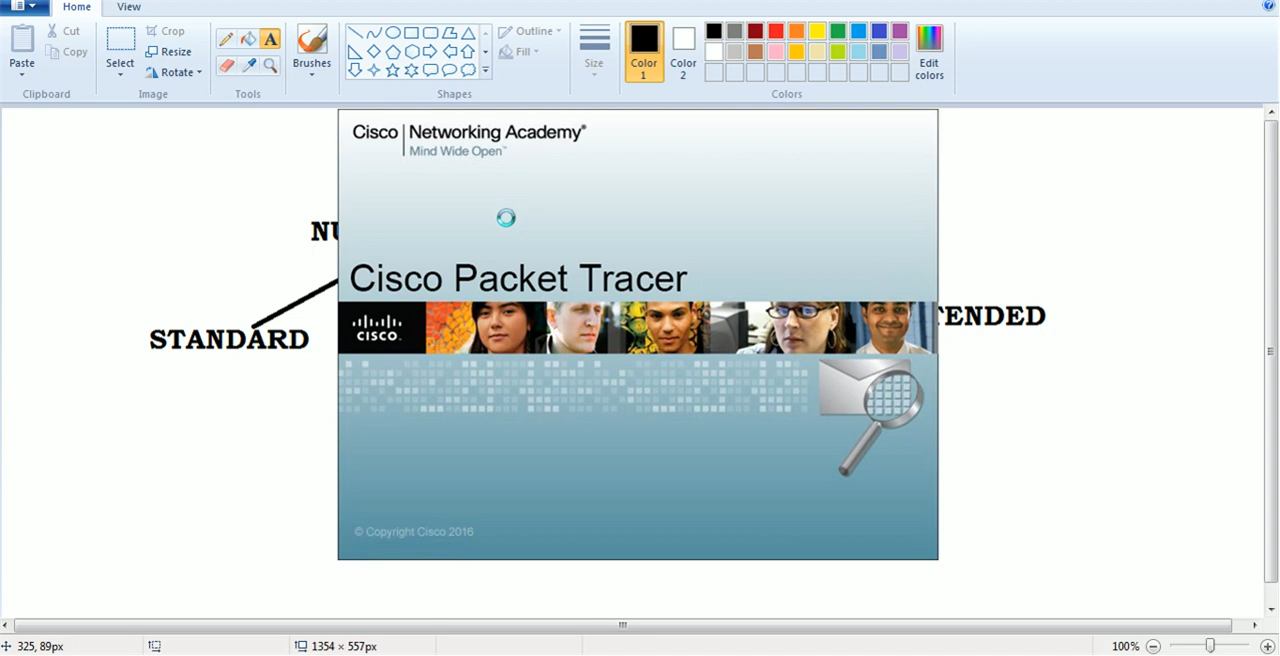 Home
View
Cut
Copy
Paste
Clipboard
Select
Crop
Resize
Rotate
Image
Tools
Brushes
Shapes
Outline
Fill
Size
Color 1
Color 2
Edit colors
Colors
Cisco Networking Academy®
Mind Wide Open™
NU
Cisco Packet Tracer
STANDARD
CISCO.
TENDED
© Copyright Cisco 2016
325, 89px
1354 × 557px
100%